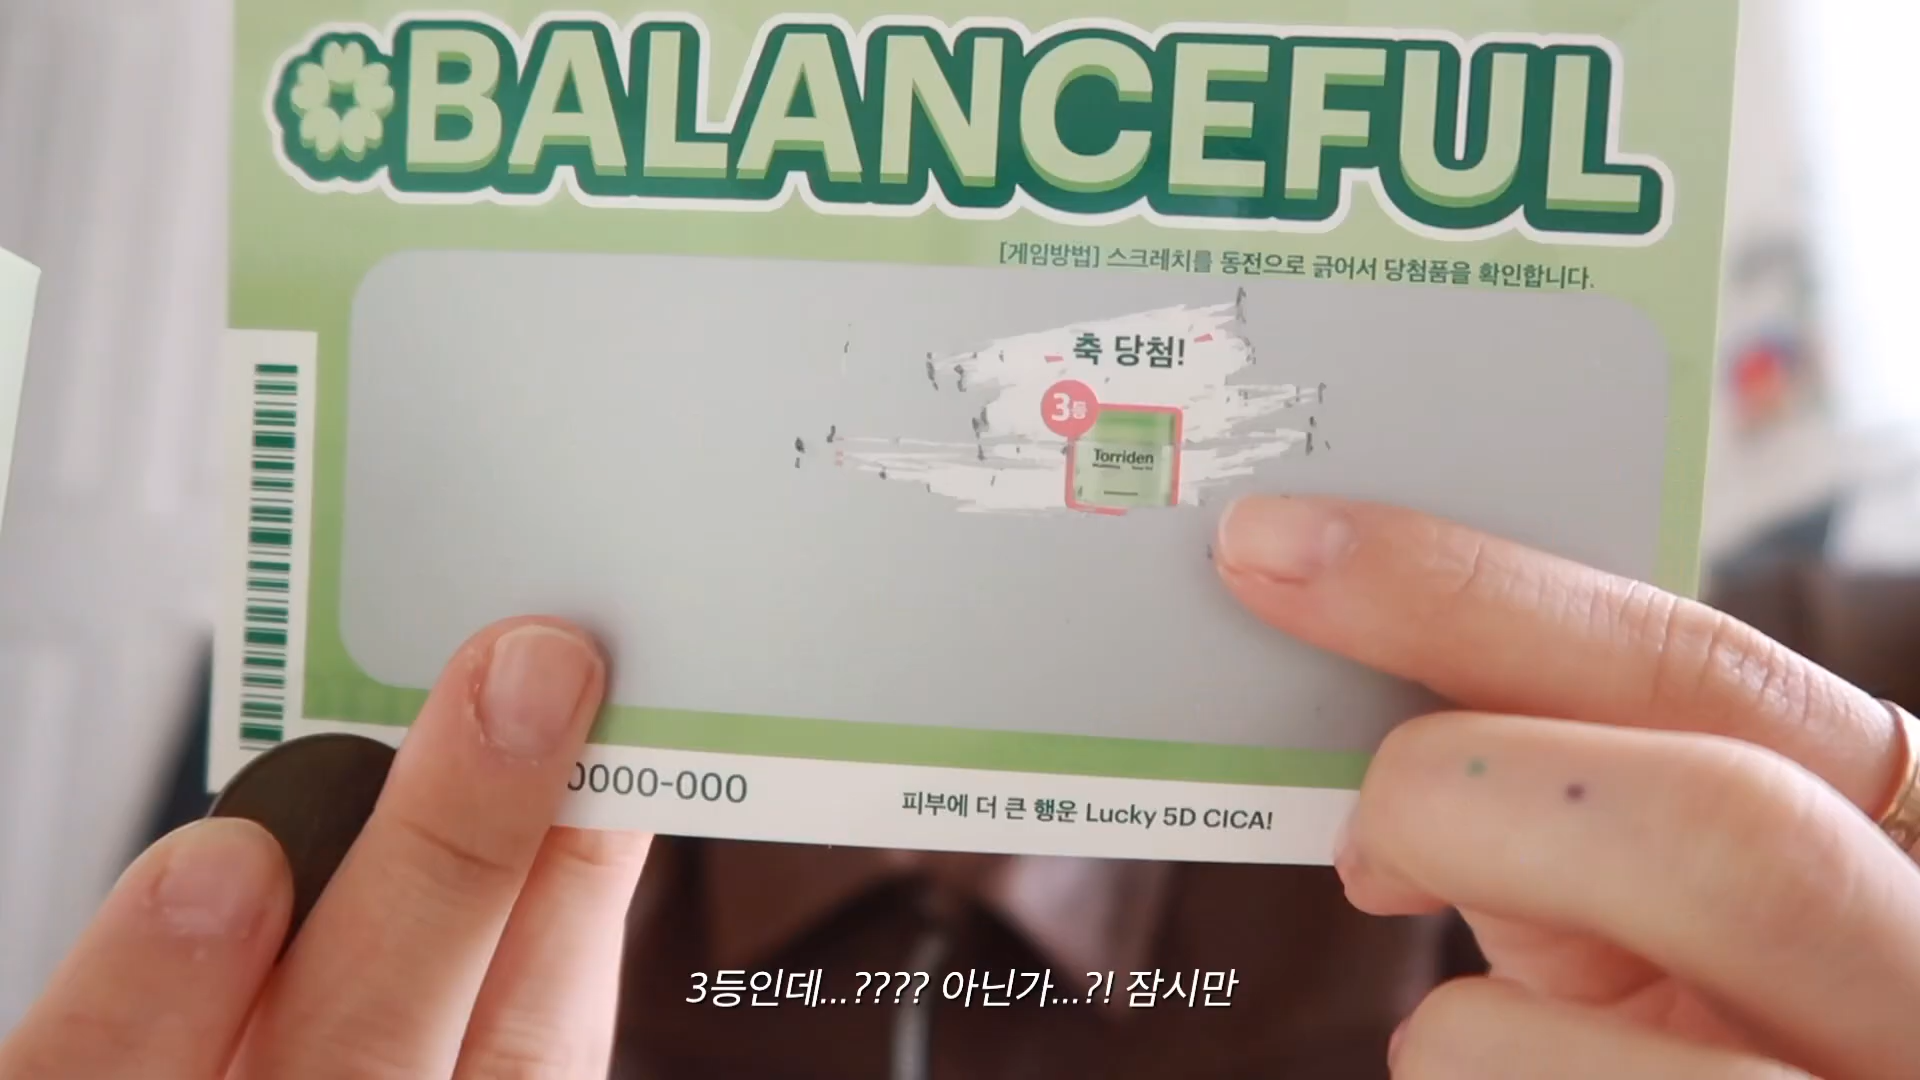 BALANCEFUL
[게임방법] 스크레치를 동전으로 긁어서 당첨품을 확인합니다.
축 당첨!
3등
Torriden
0000-000
피부에 더 큰 행운 Lucky 5D CICA!
3등인데...???? 아닌가...?! 잠시만